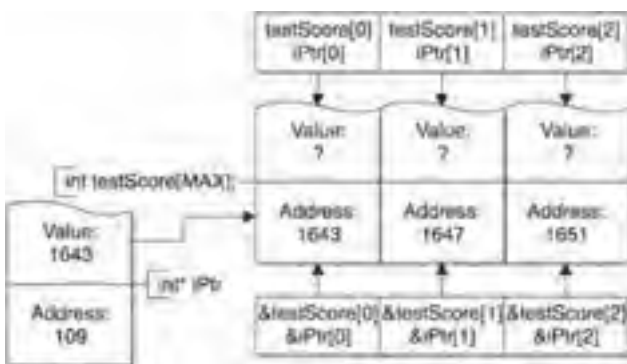 testScore[0] testScore[1] testScore[2]
iPtr[0] iPtr[1] iPtr[2]
Value: Value: Value:
? ? ?
int testScore[MAX];
Address: Address: Address:
1643 1647 1651
Value:
1643
int* iPtr
Address:
109
&testScore[0] &testScore[1] &testScore[2]
&iPtr[0] &iPtr[1] &iPtr[2]